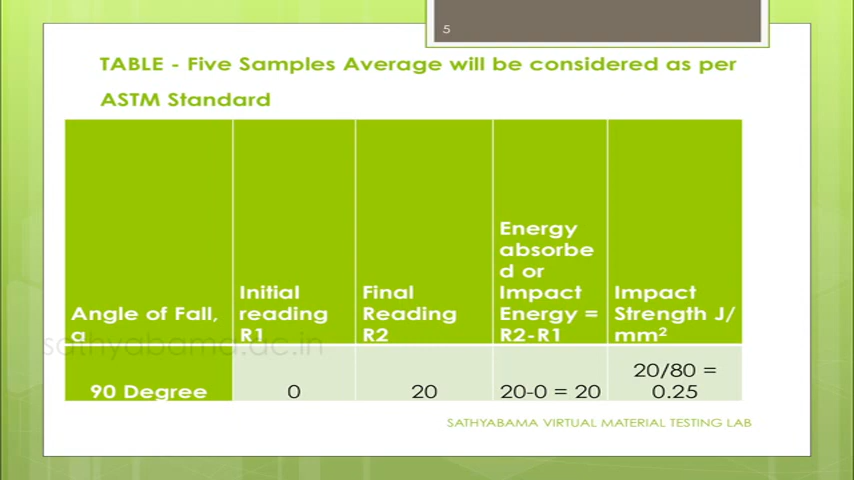 5
TABLE - Five Samples Average will be considered as per
ASTM Standard
Angle of Fall,
a
Initial
reading
R1
Final
Reading
R2
Energy
absorbe
d or
Impact
Energy =
R2-R1
Impact
Strength J/
mm²
90 Degree
0
20
20-0 = 20
20/80 =
0.25
sathyabama.ac.in
SATHYABAMA VIRTUAL MATERIAL TESTING LAB